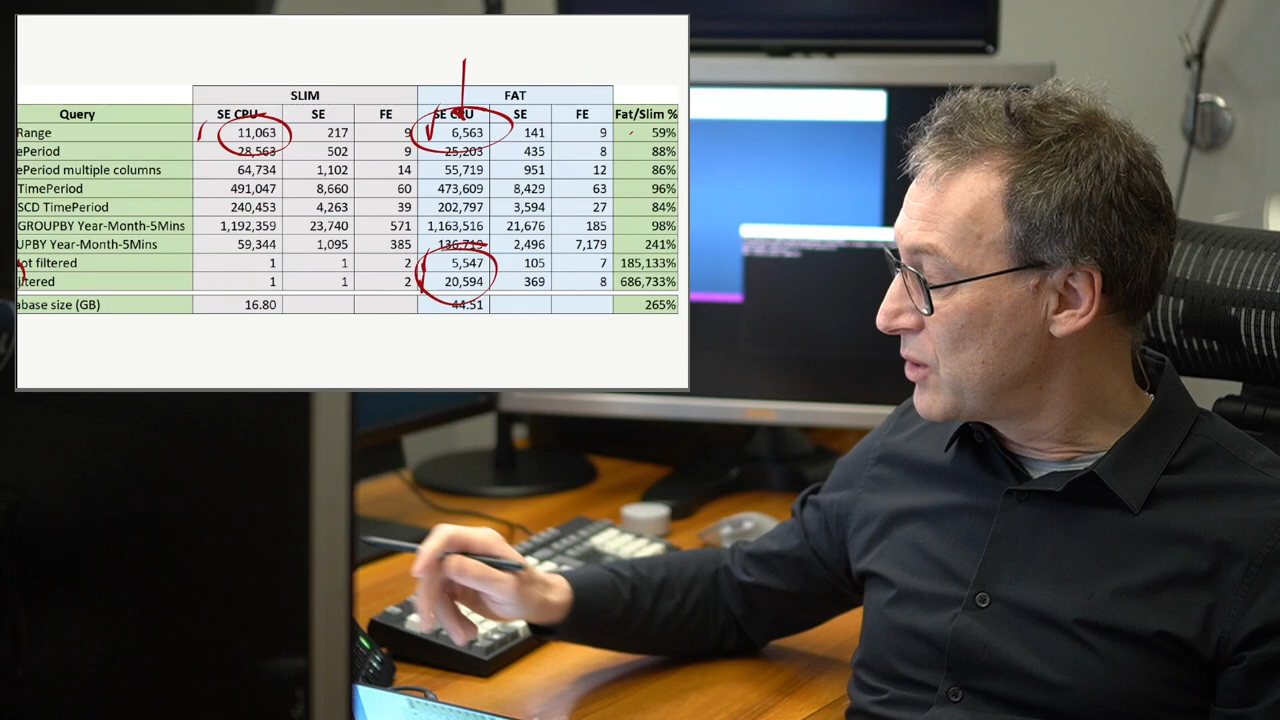 SLIM FAT
Query SE CPU SE FE SE CPU SE FE Fat/Slim %
Range 11,063 217 9 6,563 141 9 59%
ePeriod 28,563 502 9 25,203 435 8 88%
ePeriod multiple columns 64,734 1,102 14 55,719 951 12 86%
TimePeriod 491,047 8,660 60 473,609 8,429 63 96%
SCD TimePeriod 240,453 4,263 39 202,797 3,594 27 84%
GROUPBY Year-Month-5Mins 1,192,359 23,740 571 1,163,516 21,676 185 98%
UPBY Year-Month-5Mins 59,344 1,095 385 136,719 2,496 7,179 241%
ot filtered 1 1 2 5,547 105 7 185,133%
iltered 1 1 2 20,594 369 8 686,733%
abase size (GB) 16.80 44.51 265%